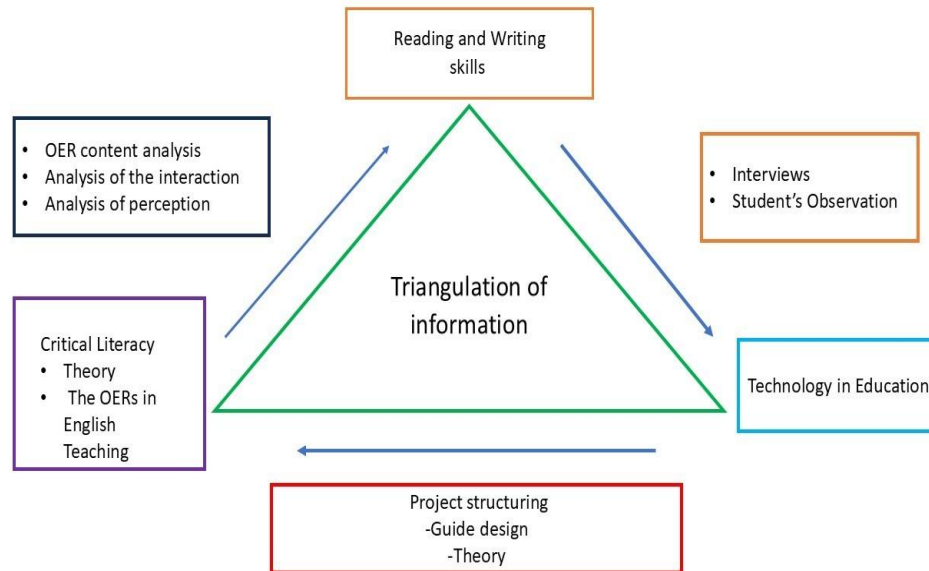 Reading and Writing
skills
• OER content analysis
• Analysis of the interaction
• Analysis of perception
• Interviews
• Student’s Observation
Triangulation of
information
Critical Literacy
• Theory
• The OERs in
English
Teaching
Technology in Education
Project structuring
-Guide design
-Theory